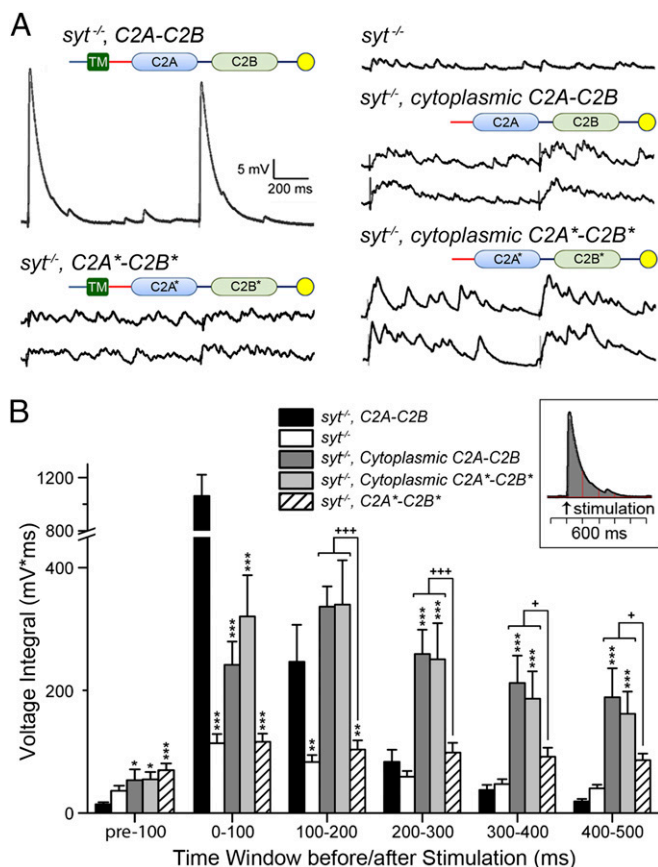 A
syt-/-, C2A-C2B
TM C2A C2B
5 mV
200 ms
syt-/-, C2A*-C2B*
TM C2A* C2B*
syt-/-
syt-/-, cytoplasmic C2A-C2B
C2A C2B
syt-/-, cytoplasmic C2A*-C2B*
C2A* C2B*
B
syt-/-, C2A-C2B
syt-/-
syt-/-, Cytoplasmic C2A-C2B
syt-/-, Cytoplasmic C2A*-C2B*
syt-/-, C2A*-C2B*
stimulation
600 ms
Voltage Integral (mV*ms)
1200
800
400
200
0
* * ***
*** *** *** ***
** +++ **
*** *** +++
*** *** +
*** *** +
pre-100 0-100 100-200 200-300 300-400 400-500
Time Window before/after Stimulation (ms)